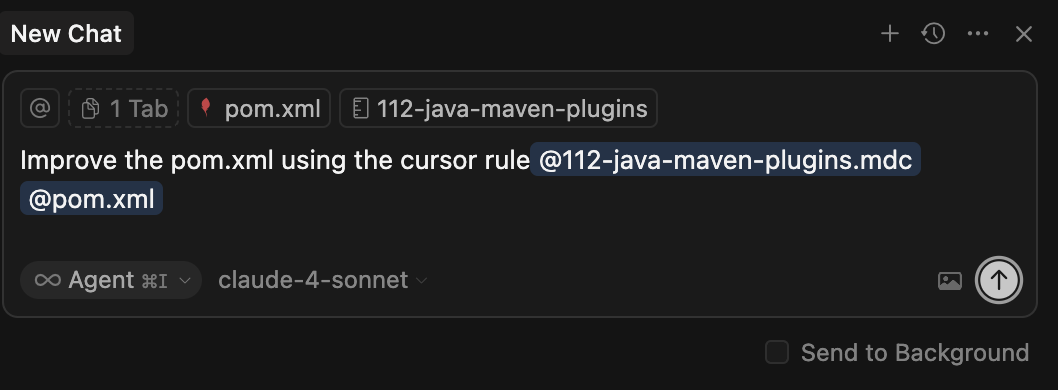 New Chat
@ 1 Tab pom.xml 112-java-maven-plugins
Improve the pom.xml using the cursor rule @112-java-maven-plugins.mdc
@pom.xml
Agent ⌘I claude-4-sonnet
Send to Background